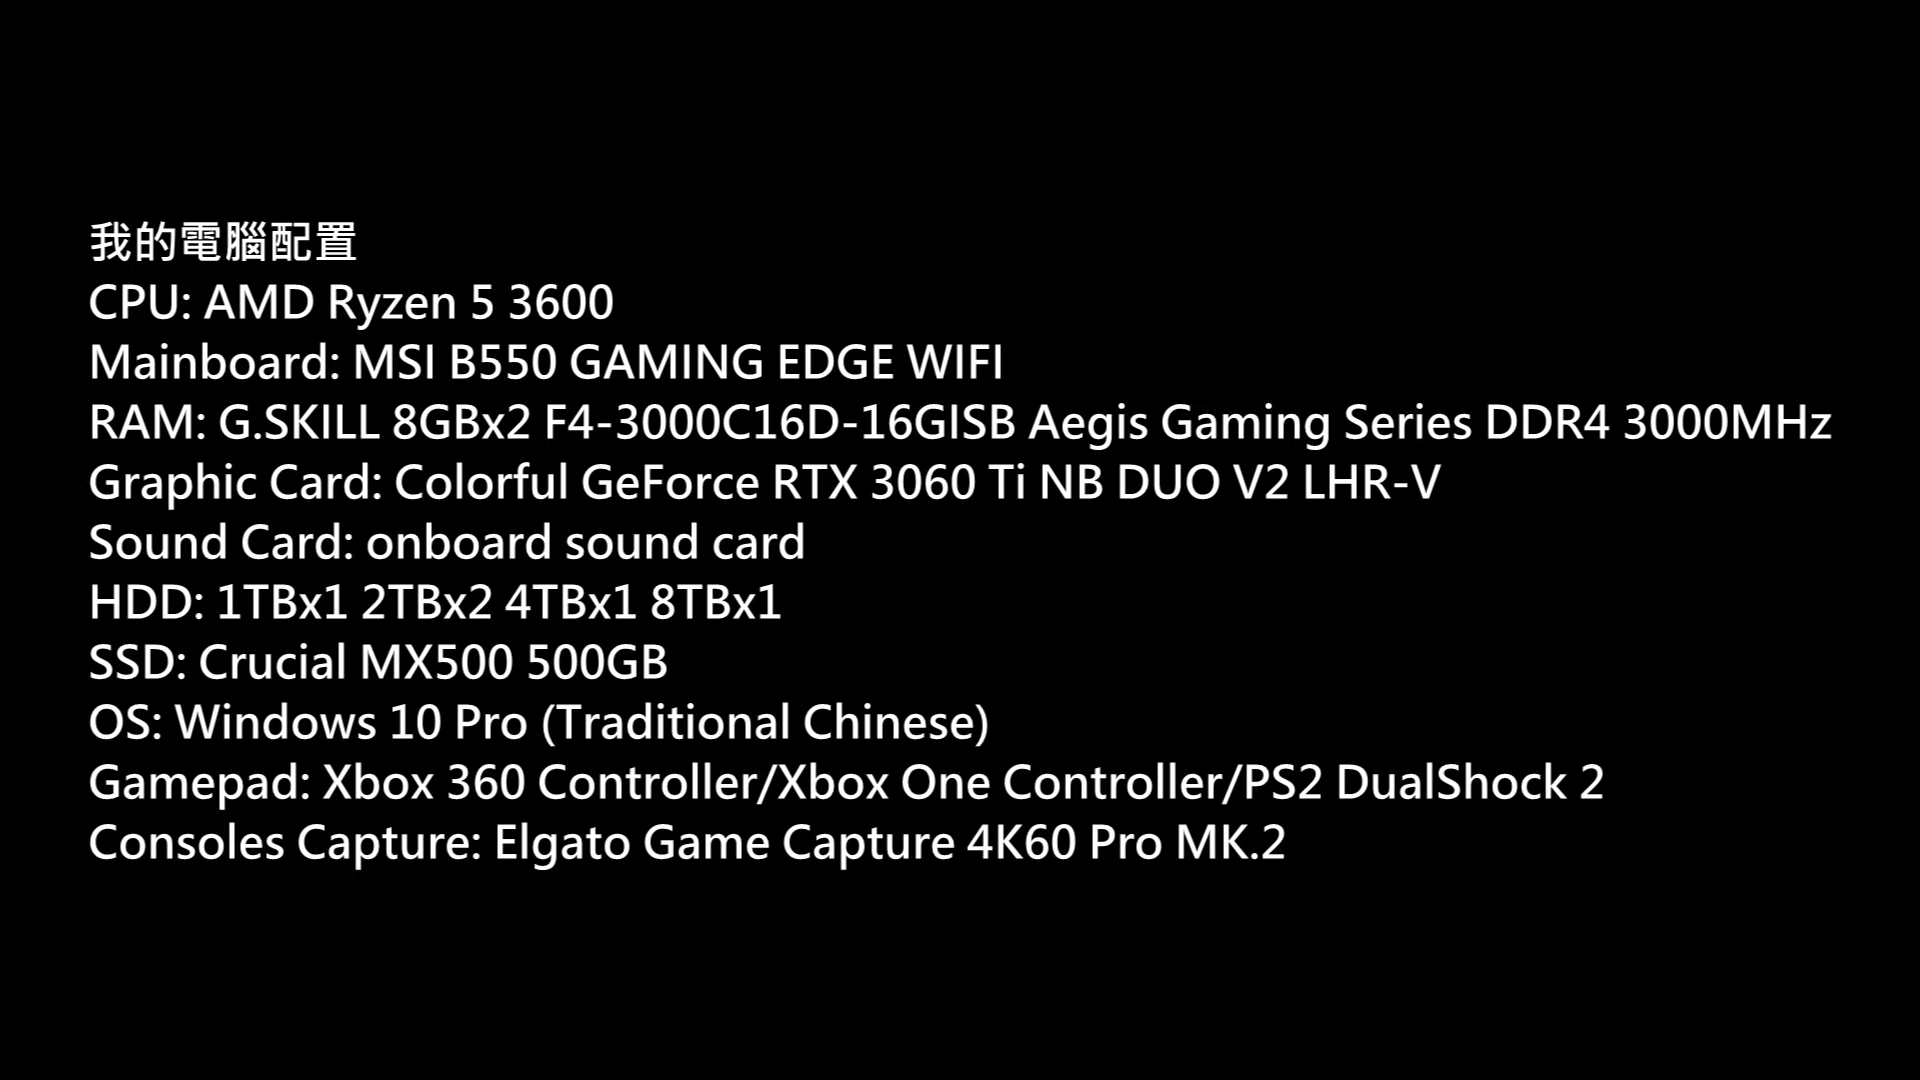 我的電腦配置
CPU: AMD Ryzen 5 3600
Mainboard: MSI B550 GAMING EDGE WIFI
RAM: G.SKILL 8GBx2 F4-3000C16D-16GISB Aegis Gaming Series DDR4 3000MHz
Graphic Card: Colorful GeForce RTX 3060 Ti NB DUO V2 LHR-V
Sound Card: onboard sound card
HDD: 1TBx1 2TBx2 4TBx1 8TBx1
SSD: Crucial MX500 500GB
OS: Windows 10 Pro (Traditional Chinese)
Gamepad: Xbox 360 Controller/Xbox One Controller/PS2 DualShock 2
Consoles Capture: Elgato Game Capture 4K60 Pro MK.2